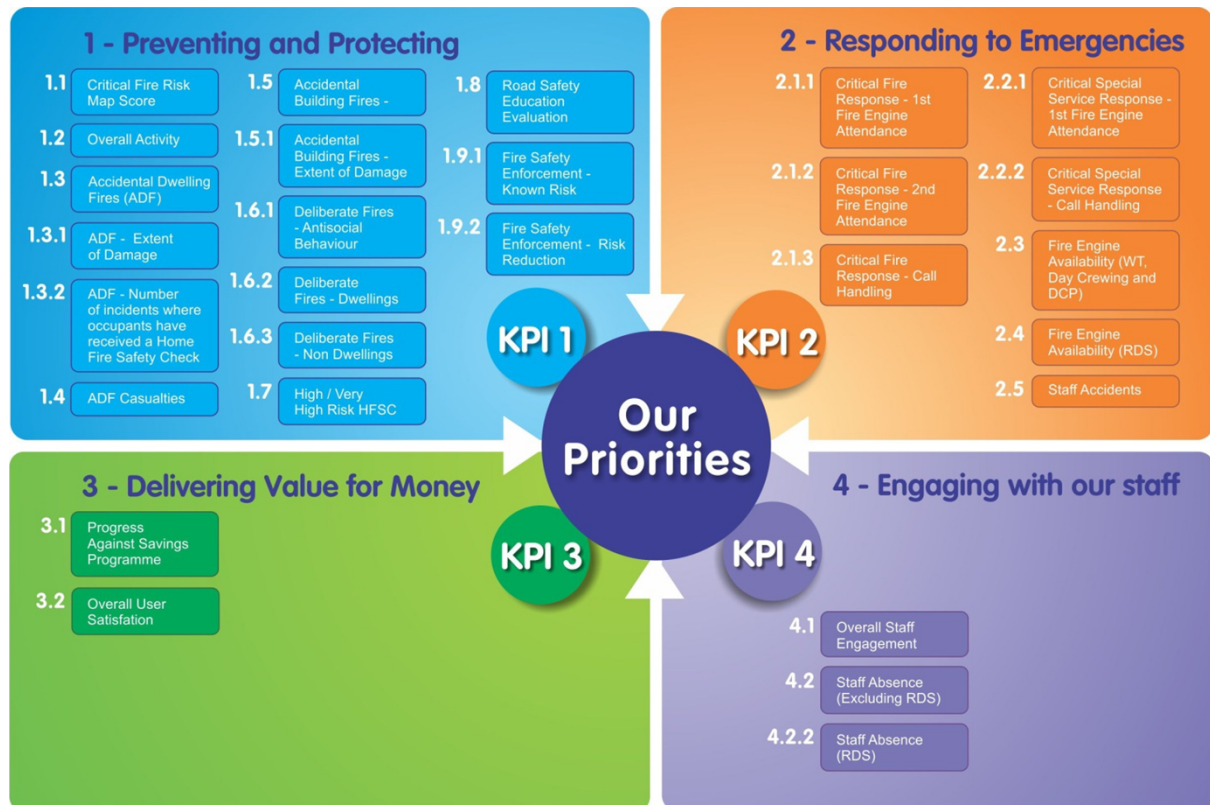 1 - Preventing and Protecting
1.1
Critical Fire Risk
Map Score
1.2
Overall Activity
1.3
Accidental Dwelling
Fires (ADF)
1.3.1
ADF - Extent
of Damage
1.3.2
ADF - Number
of incidents where
occupants have
received a Home
Fire Safety Check
1.4
ADF Casualties
1.5
Accidental
Building Fires -
1.5.1
Accidental
Building Fires -
Extent of Damage
1.6.1
Deliberate Fires
- Antisocial
Behaviour
1.6.2
Deliberate
Fires - Dwellings
1.6.3
Deliberate Fires
- Non Dwellings
1.7
High / Very
High Risk HFSC
1.8
Road Safety
Education
Evaluation
1.9.1
Fire Safety
Enforcement -
Known Risk
1.9.2
Fire Safety
Enforcement - Risk
Reduction
KPI 1
2 - Responding to Emergencies
2.1.1
Critical Fire
Response - 1st
Fire Engine
Attendance
2.1.2
Critical Fire
Response - 2nd
Fire Engine
Attendance
2.1.3
Critical Fire
Response - Call
Handling
2.2.1
Critical Special
Service Response -
1st Fire Engine
Attendance
2.2.2
Critical Special
Service Response
- Call Handling
2.3
Fire Engine
Availability (WT,
Day Crewing and
DCP)
2.4
Fire Engine
Availability (RDS)
2.5
Staff Accidents
KPI 2
Our
Priorities
3 - Delivering Value for Money
3.1
Progress
Against Savings
Programme
3.2
Overall User
Satisfation
KPI 3
4 - Engaging with our staff
KPI 4
4.1
Overall Staff
Engagement
4.2
Staff Absence
(Excluding RDS)
4.2.2
Staff Absence
(RDS)